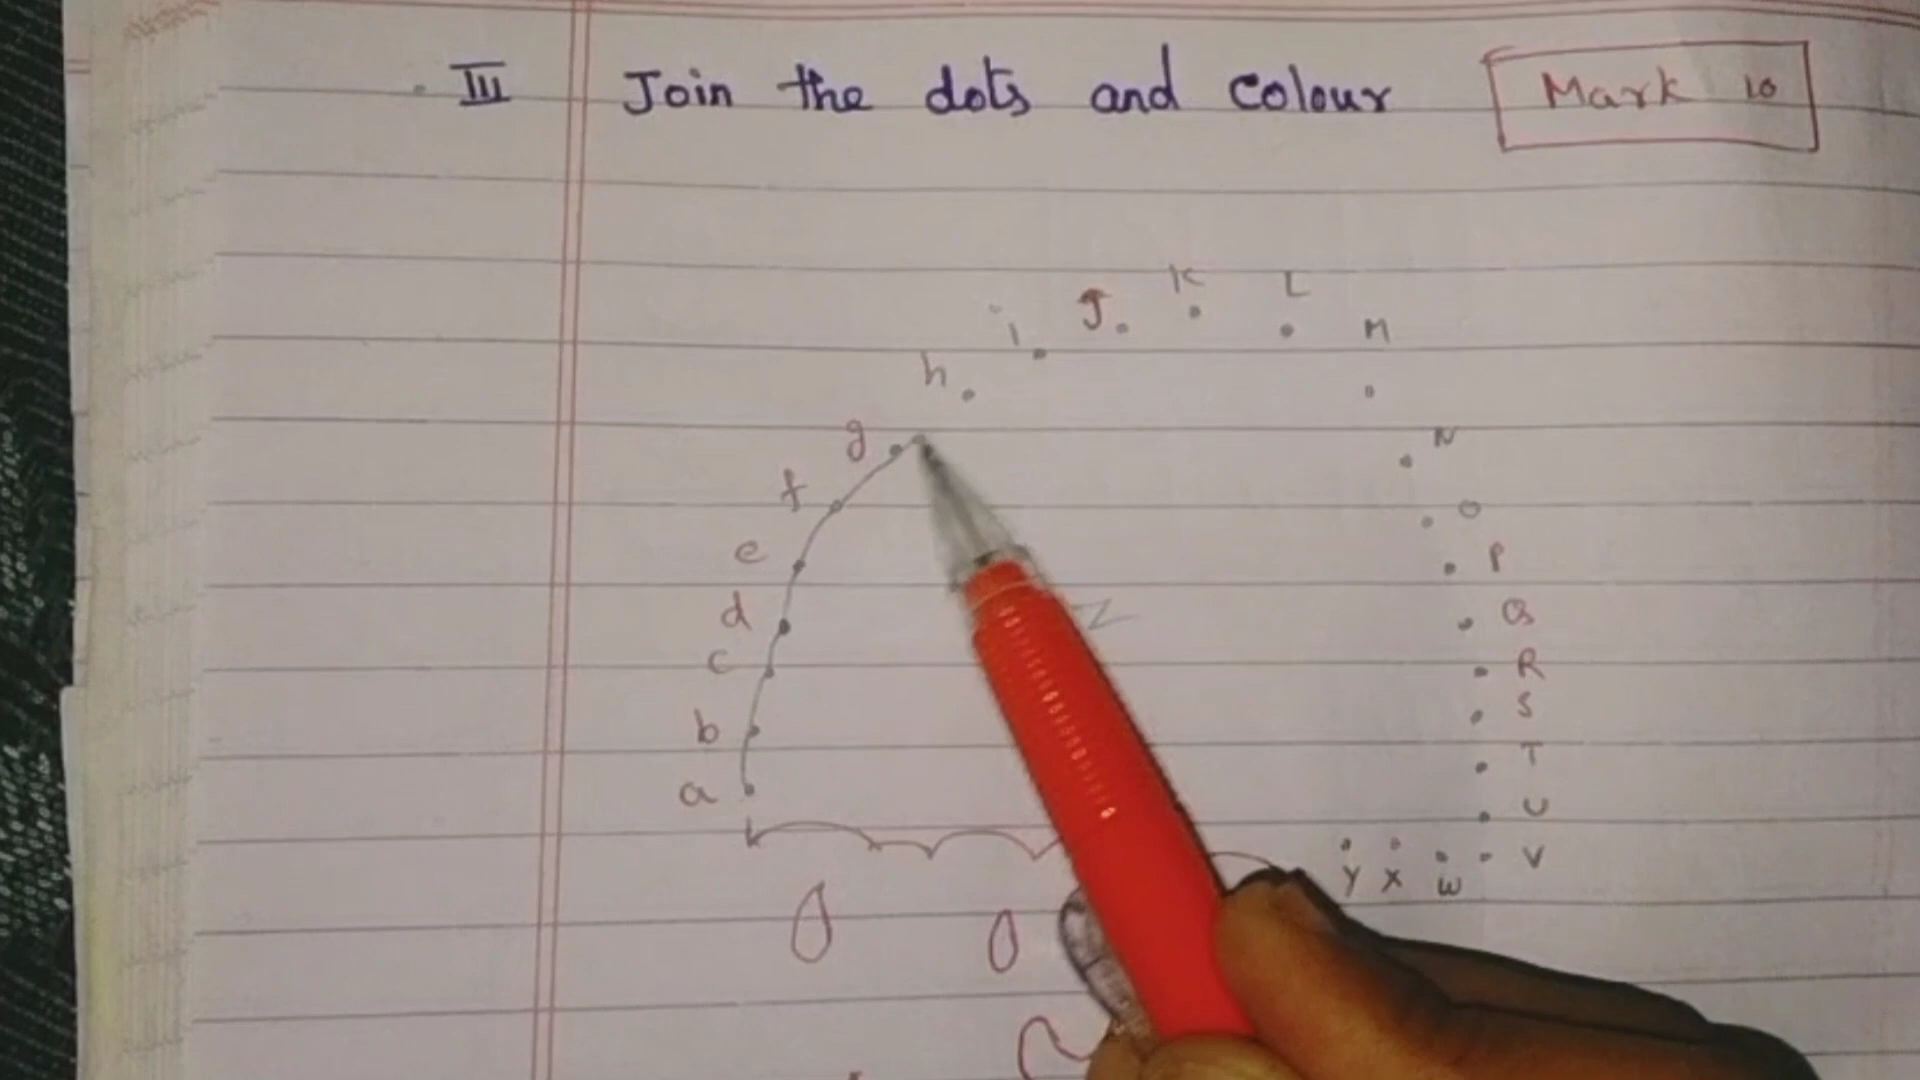 III Join the dots and colour Mark 10
K L
i J M
h
g N
f O
e P
d Z Q
c R
b S
T
a U
Y X W V